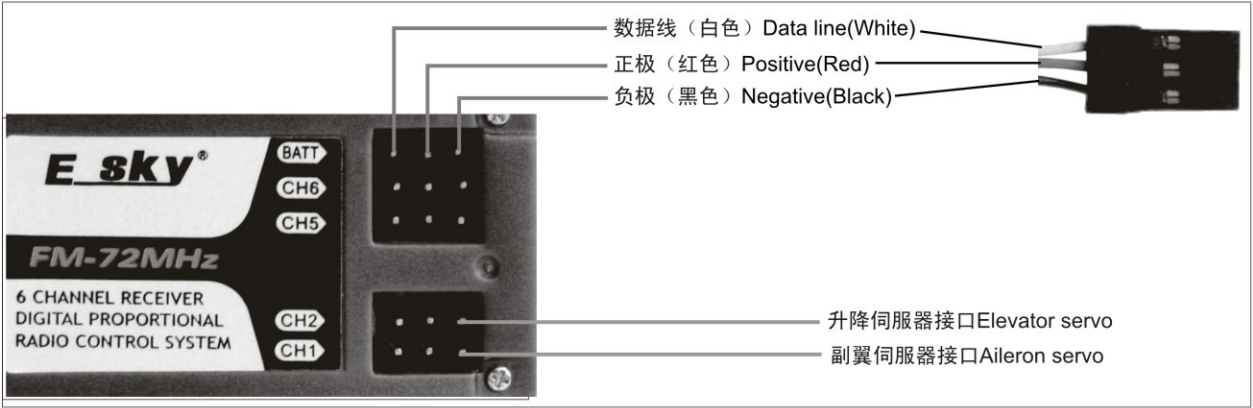 数据线（白色）Data line(White)
正极（红色）Positive(Red)
负极（黑色）Negative(Black)
E_sky®
BATT
CH6
CH5
FM-72MHz
6 CHANNEL RECEIVER
DIGITAL PROPORTIONAL
RADIO CONTROL SYSTEM
CH2
CH1
升降伺服器接口Elevator servo
副翼伺服器接口Aileron servo